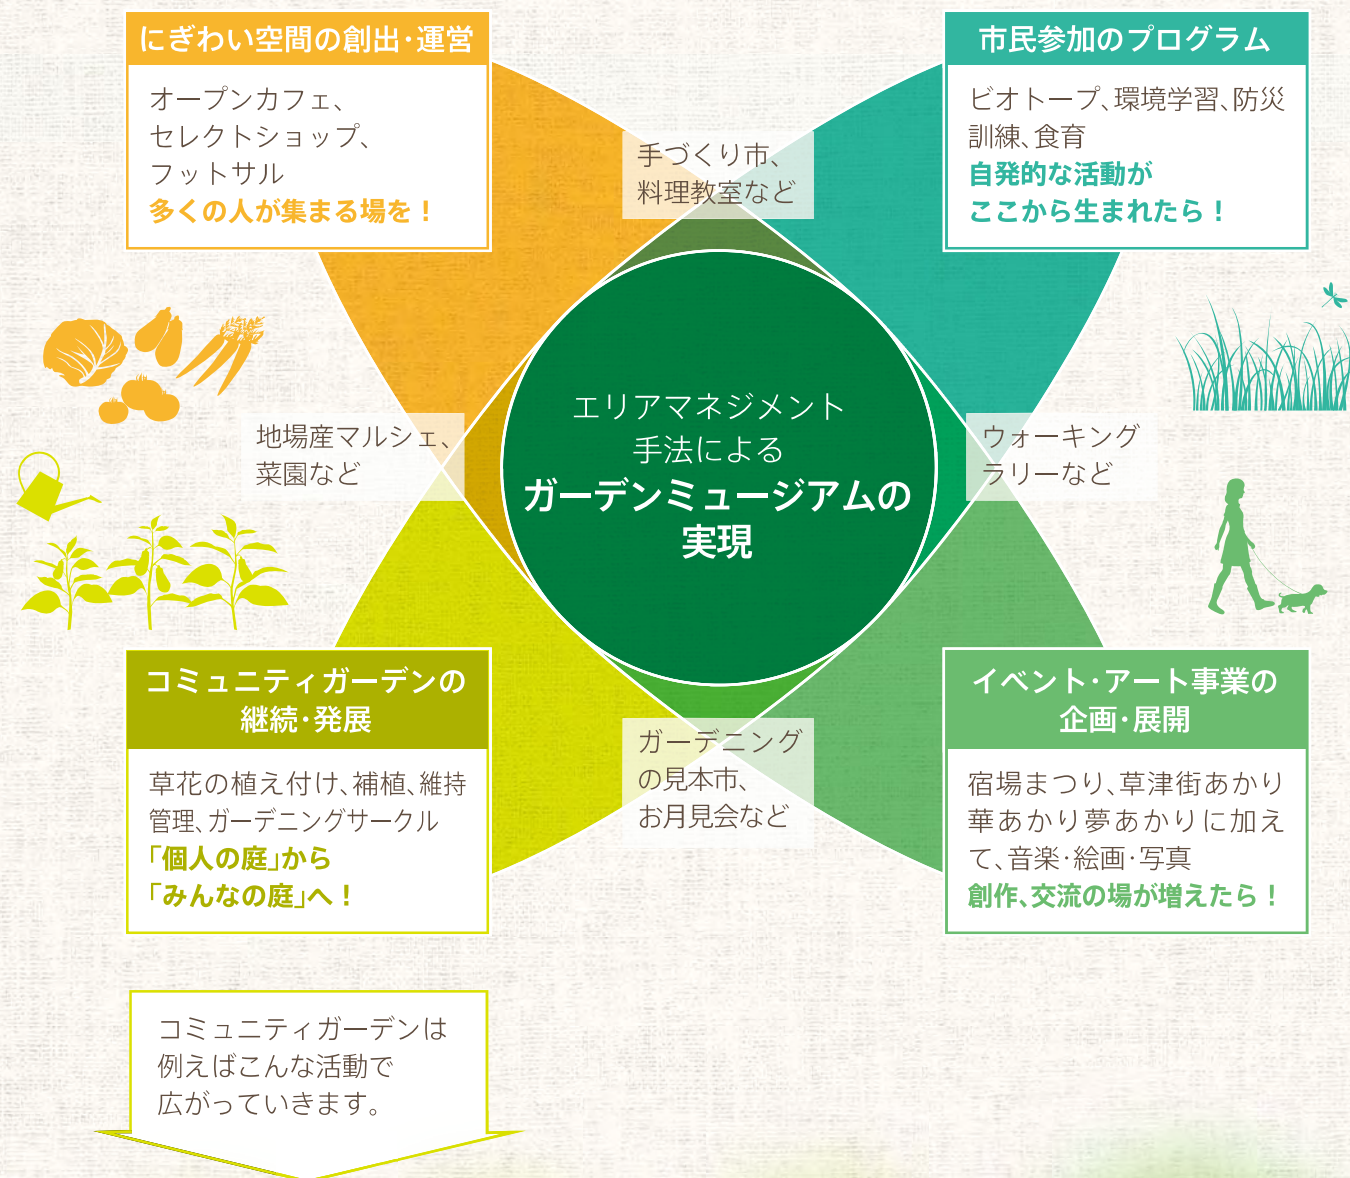 にぎわい空間の創出・運営
オープンカフェ、
セレクトショップ、
フットサル
多くの人が集まる場を！
市民参加のプログラム
ビオトープ、環境学習、防災
訓練、食育
自発的な活動が
ここから生まれたら！
手づくり市、
料理教室など
地場産マルシェ、
菜園など
エリアマネジメント
手法による
ガーデンミュージアムの
実現
ウォーキング
ラリーなど
コミュニティガーデンの
継続・発展
草花の植え付け、補植、維持
管理、ガーデニングサークル
「個人の庭」から
「みんなの庭」へ！
ガーデニング
の見本市、
お月見会など
イベント・アート事業の
企画・展開
宿場まつり、草津街あかり
華あかり夢あかりに加え
て、音楽・絵画・写真
創作、交流の場が増えたら！
コミュニティガーデンは
例えばこんな活動で
広がっていきます。